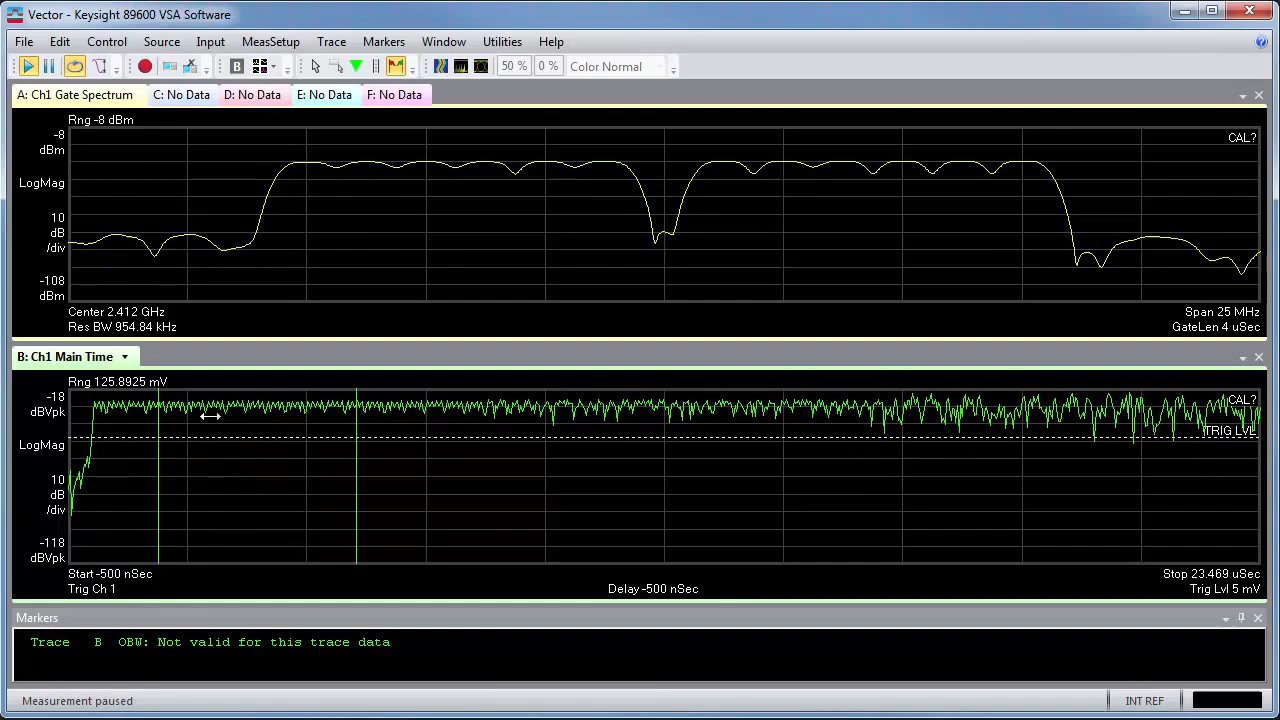 Vector - Keysight 89600 VSA Software
File Edit Control Source Input MeasSetup Trace Markers Window Utilities Help
B 50 % 0 % Color Normal
A: Ch1 Gate Spectrum C: No Data D: No Data E: No Data F: No Data
Rng -8 dBm
-8
dBm
CAL?
LogMag
10
dB
/div
-108
dBm
Center 2.412 GHz Span 25 MHz
Res BW 954.84 kHz GateLen 4 uSec
B: Ch1 Main Time
Rng 125.8925 mV
-18
dBVpk
CAL?
TRIG LVL
LogMag
10
dB
/div
-118
dBVpk
Start -500 nSec Stop 23.469 uSec
Trig Ch 1 Delay -500 nSec Trig Lvl 5 mV
Markers
Trace B OBW: Not valid for this trace data
Measurement paused INT REF